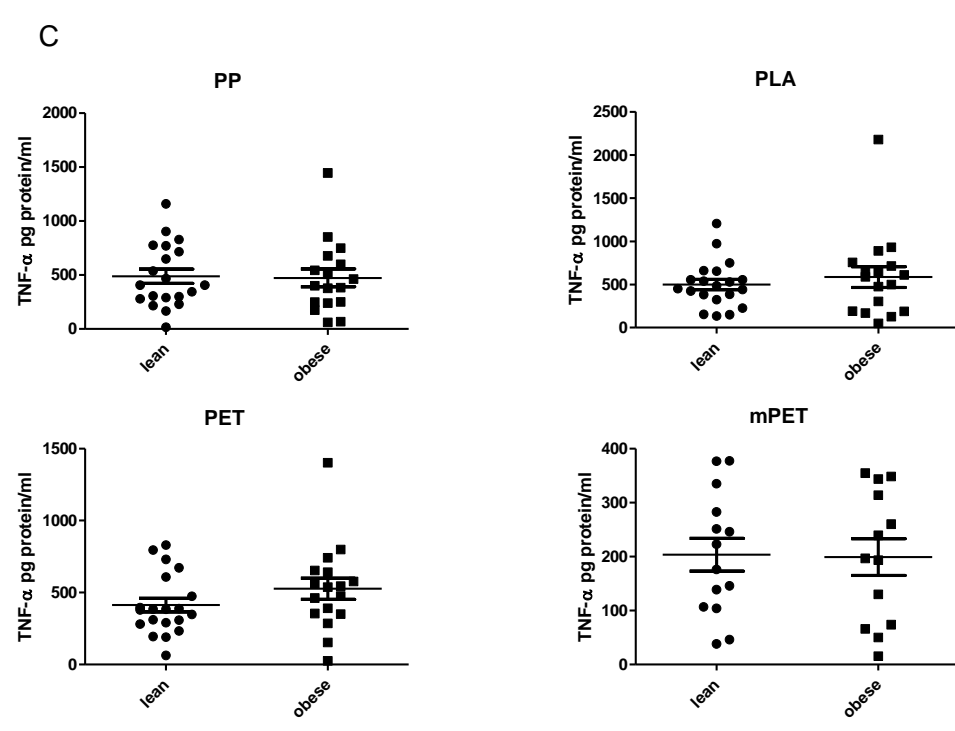 C
PP
TNF-α pg protein/ml
2000
1500
1000
500
0
lean
obese
PLA
TNF-α pg protein/ml
2500
2000
1500
1000
500
0
lean
obese
PET
TNF-α pg protein/ml
1500
1000
500
0
lean
obese
mPET
TNF-α pg protein/ml
400
300
200
100
0
lean
obese